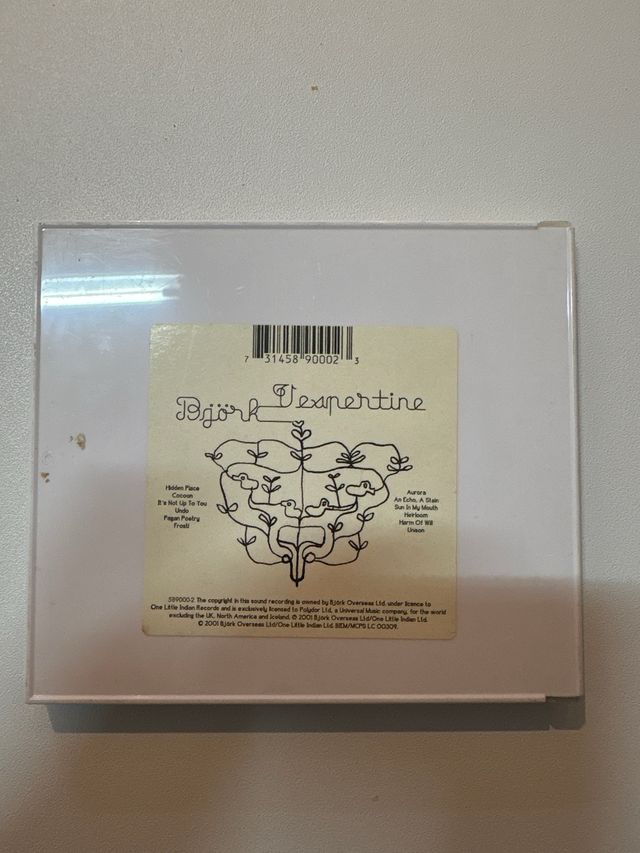 7 31458 90002 3
Björk Vespertine
Hidden Place
Cocoon
It's Not Up To You
Undo
Pagan Poetry
Frosti
Aurora
An Echo, A Stain
Sun In My Mouth
Heirloom
Harm Of Will
Unison
589000-2 The copyright in this sound recording is owned by Björk Overseas Ltd. under licence to
One Little Indian Records and is exclusively licensed to Polydor Ltd, a Universal Music company, for the world
excluding the UK, North America and Iceland. ℗ 2001 Björk Overseas Ltd/One Little Indian Ltd.
© 2001 Björk Overseas Ltd/One Little Indian Ltd. BIEM/MCPS LC 00309.